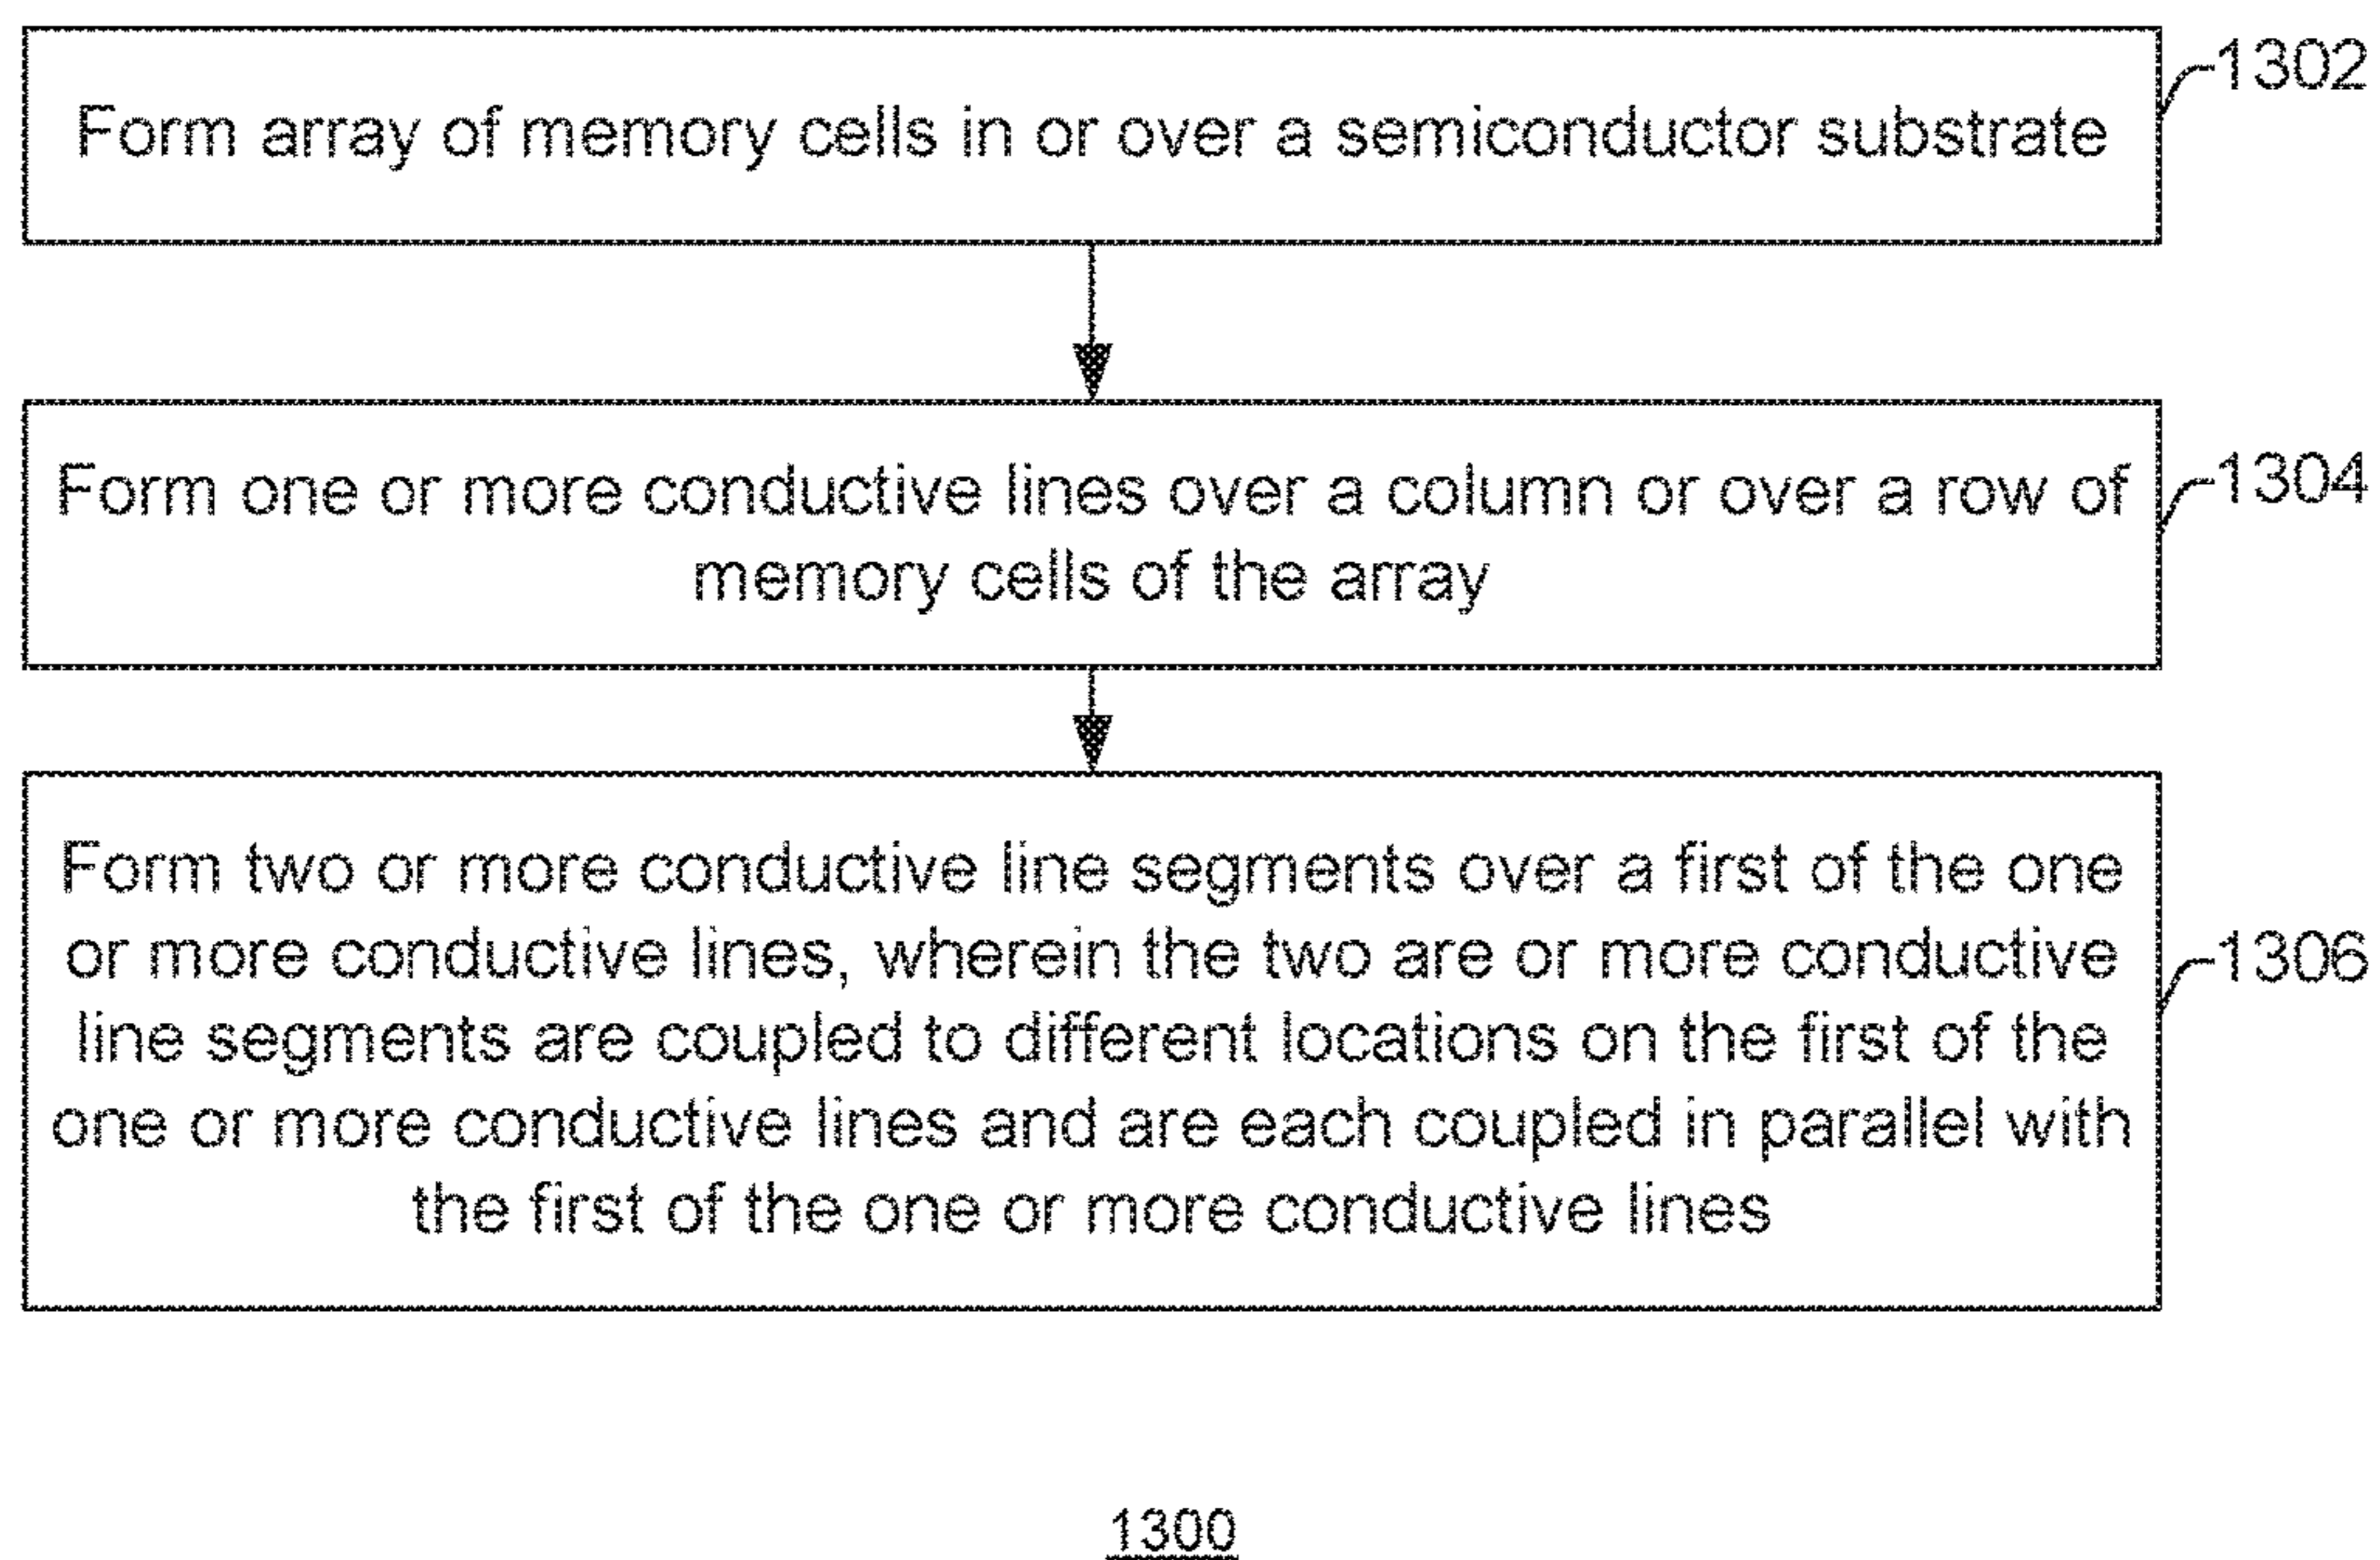 Form array of memory cells in or over a semiconductor substrate
1302
Form one or more conductive lines over a column or over a row of
memory cells of the array
1304
Form two or more conductive line segments over a first of the one
or more conductive lines, wherein the two are or more conductive
line segments are coupled to different locations on the first of the
one or more conductive lines and are each coupled in parallel with
the first of the one or more conductive lines
1306
1300